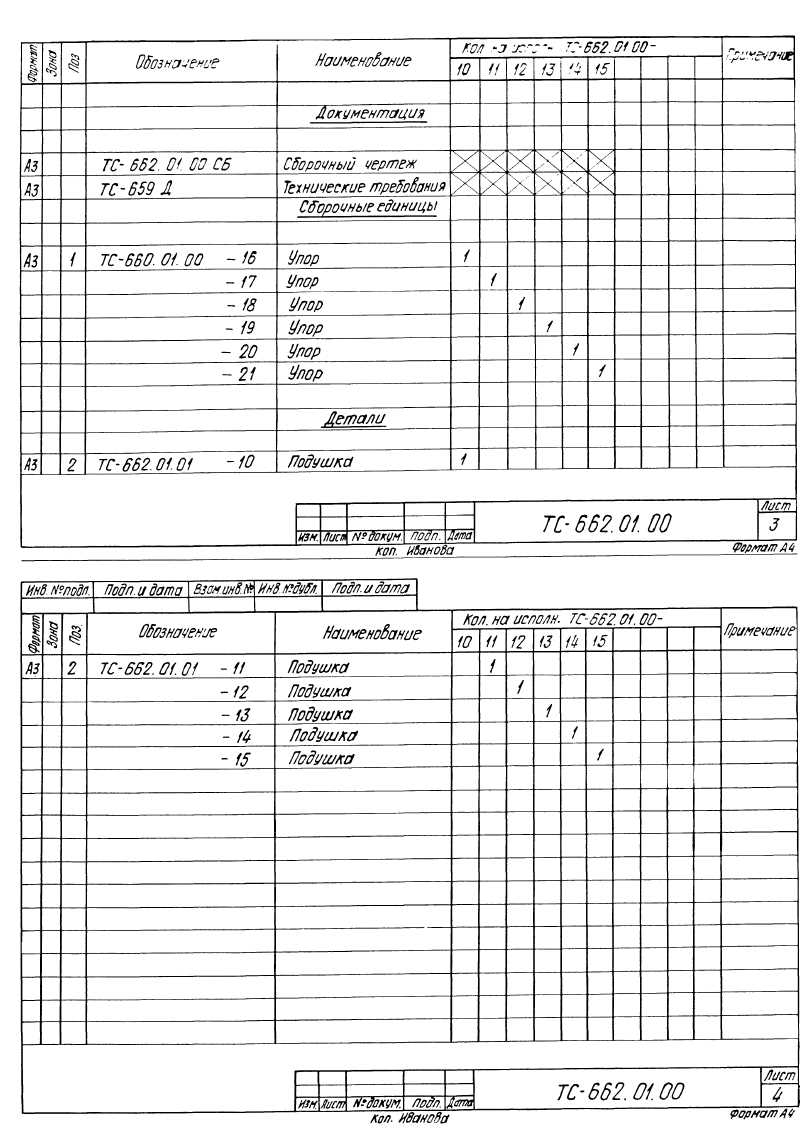 Формат Зона Поз Обозначение Наименование Кол. на исполн. ТС-662.01.00- Примечание
10 11 12 13 14 15
Документация
А3 ТС-662.01.00 СБ Сборочный чертеж
А3 ТС-659 Д Технические требования
Сборочные единицы
А3 1 ТС-660.01.00 -16 Упор 1
-17 Упор 1
-18 Упор 1
-19 Упор 1
-20 Упор 1
-21 Упор 1
Детали
А3 2 ТС-662.01.01 -10 Подушка 1
ТС-662.01.00 Лист
3
Изм. Лист № докум. Подп. Дата
Коп. Иванова Формат А4
Инв. № подл. Подп. и дата Взам. инв. № Инв. № дубл. Подп. и дата
Формат Зона Поз. Обозначение Наименование Кол. на исполн. ТС-662.01.00- Примечание
10 11 12 13 14 15
А3 2 ТС-662.01.01 -11 Подушка 1
-12 Подушка 1
-13 Подушка 1
-14 Подушка 1
-15 Подушка 1
ТС-662.01.00 Лист
4
Изм. Лист № докум. Подп. Дата
Коп. Иванова Формат А4